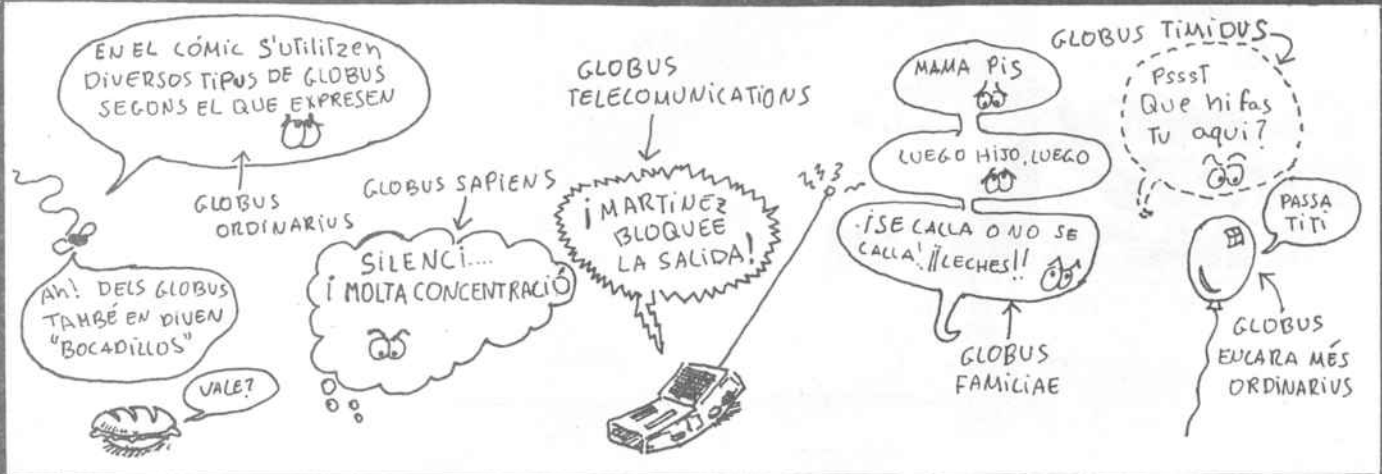 EN EL CÓMIC S'UTILITZEN
DIVERSOS TIPUS DE GLOBUS
SEGONS EL QUE EXPRESEN
GLOBUS
ORDINARIUS
Ah! DELS GLOBUS
TAMBÉ EN DIUEN
"BOCADILLOS"
VALE?
GLOBUS SAPIENS
SILENCI....
I MOLTA CONCENTRACIÓ
GLOBUS
TELECOMUNICATIONS
¡MARTINEZ
BLOQUEE
LA SALIDA!
MAMA PIS
LUEGO HIJO, LUEGO
¡SE CALLA O NO SE
CALLA! ¡¡LECHES!!
GLOBUS
FAMILIAE
GLOBUS TIMIDUS
PSSST
Que hi fas
Tu aqui?
PASSA
TITI
GLOBUS
ENCARA MÉS
ORDINARIUS